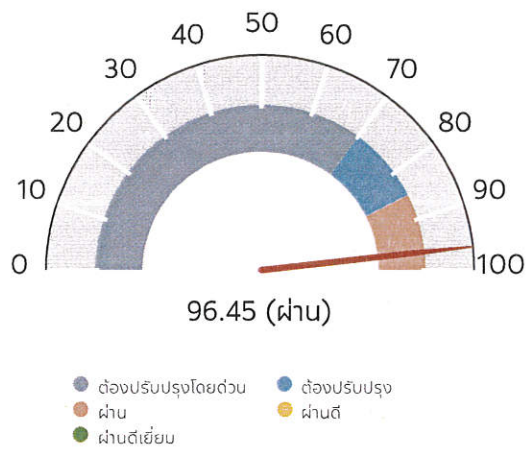 50
40
60
30
70
20
80
10
90
0
100
96.45 (ผ่าน)
ต้องปรับปรุงโดยด่วน
ต้องปรับปรุง
ผ่าน
ผ่านดี
ผ่านดีเยี่ยม